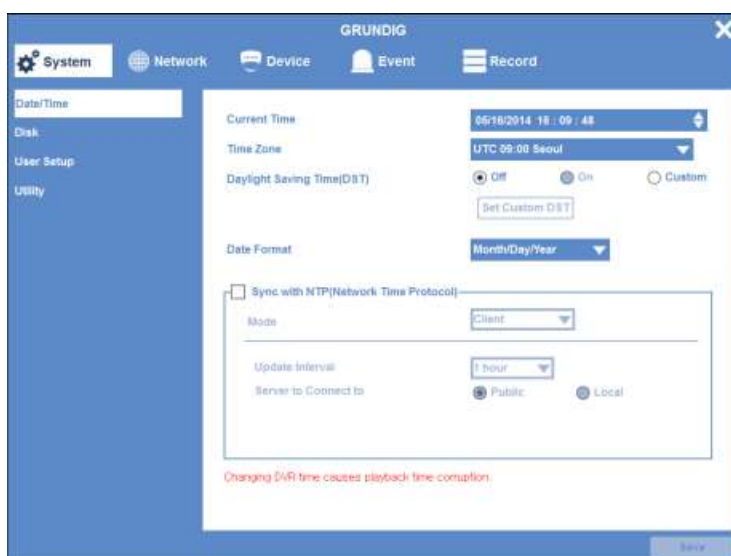 GRUNDIG
System
Network
Device
Event
Record
Date/Time
Disk
User Setup
Utility
Current Time
05/16/2014 16 : 09 : 48
Time Zone
UTC 09:00 Seoul
Daylight Saving Time(DST)
Off
On
Custom
Set Custom DST
Date Format
Month/Day/Year
Sync with NTP(Network Time Protocol)
Mode
Client
Update Interval
1 hour
Server to Connect to
Public
Local
Changing DVR time causes playback time corruption.
Save